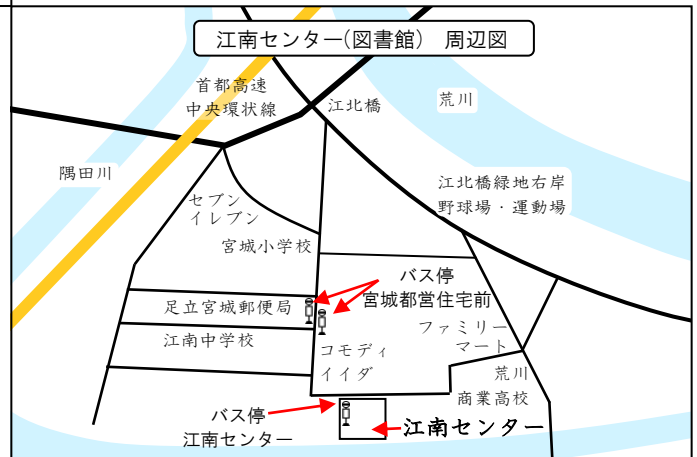 江南センター(図書館)　周辺図
首都高速
中央環状線
江北橋
荒川
隅田川
江北橋緑地右岸
野球場・運動場
セブン
イレブン
宮城小学校
バス停
宮城都営住宅前
足立宮城郵便局
ファミリー
マート
江南中学校
コモディ
イイダ
荒川
商業高校
バス停
江南センター
江南センター